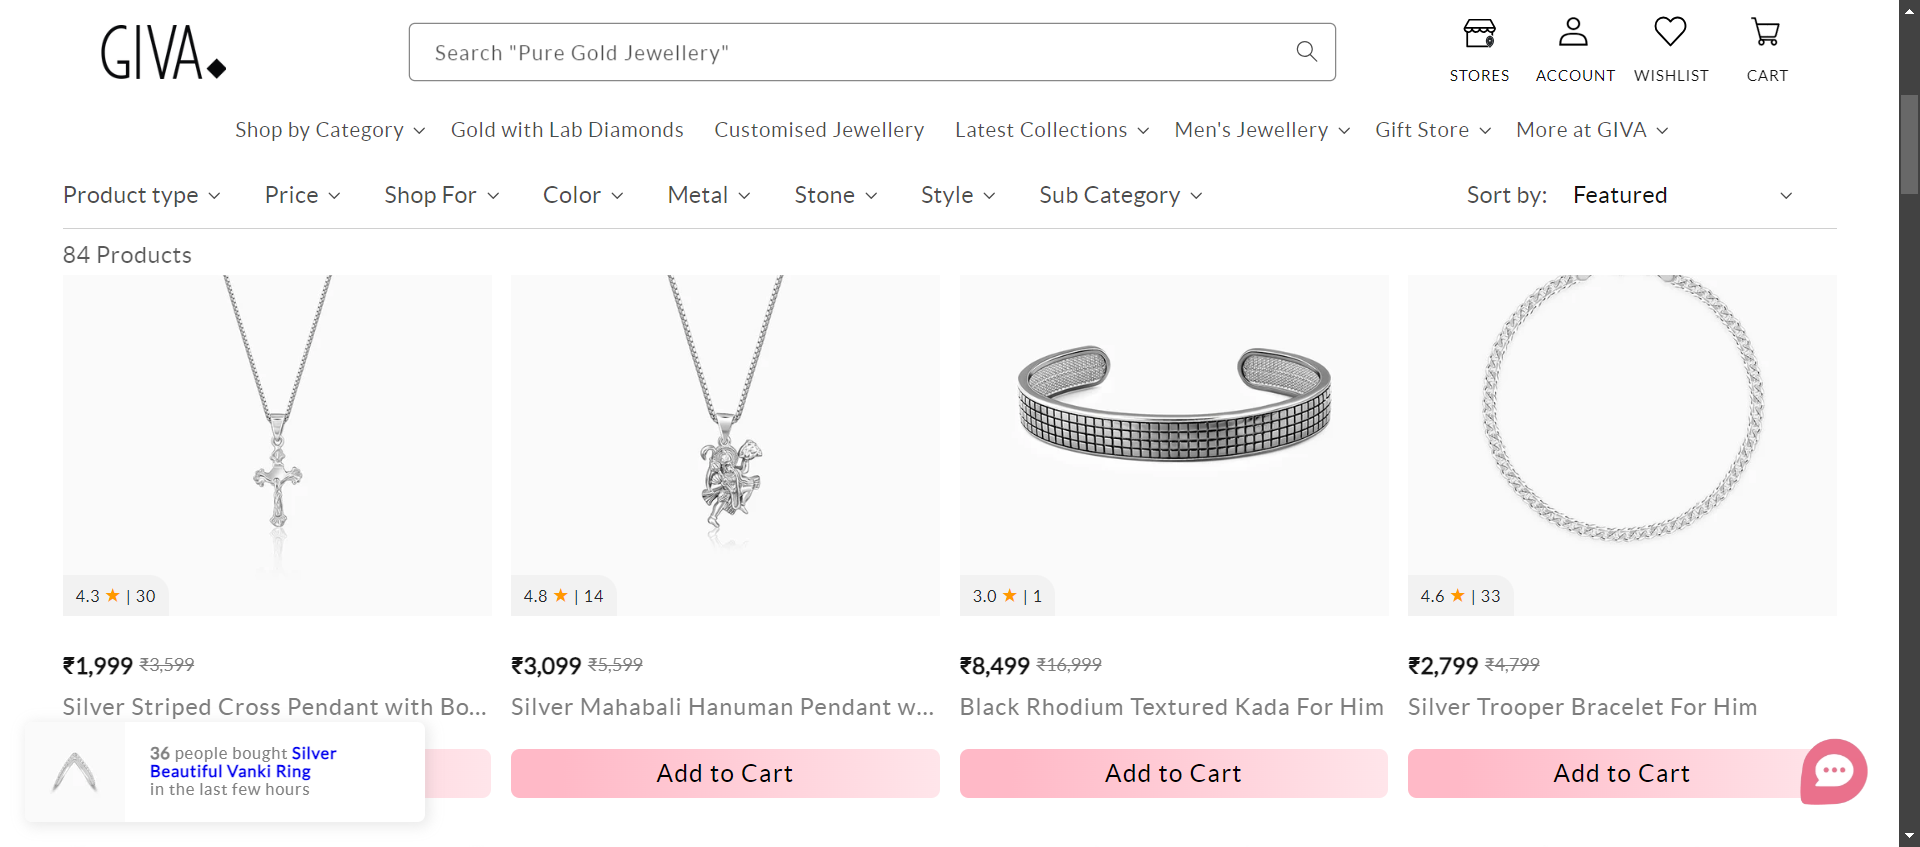 GIVA
Search "Pure Gold Jewellery"
STORES
ACCOUNT
WISHLIST
CART
Shop by Category
Gold with Lab Diamonds
Customised Jewellery
Latest Collections
Men's Jewellery
Gift Store
More at GIVA
Product type
Price
Shop For
Color
Metal
Stone
Style
Sub Category
Sort by:
Featured
84 Products
4.3 ★ | 30
4.8 ★ | 14
3.0 ★ | 1
4.6 ★ | 33
₹1,999 ₹3,599
₹3,099 ₹5,599
₹8,499 ₹16,999
₹2,799 ₹4,799
Silver Striped Cross Pendant with Bo...
Silver Mahabali Hanuman Pendant w...
Black Rhodium Textured Kada For Him
Silver Trooper Bracelet For Him
36 people bought Silver
Beautiful Vanki Ring
in the last few hours
Add to Cart
Add to Cart
Add to Cart